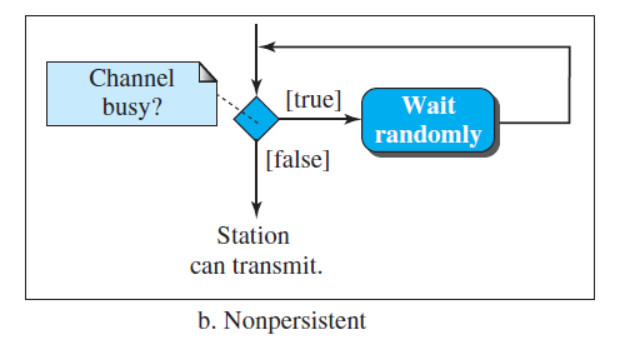 Channel
busy?
[true]
Wait
randomly
[false]
Station
can transmit.
b. Nonpersistent